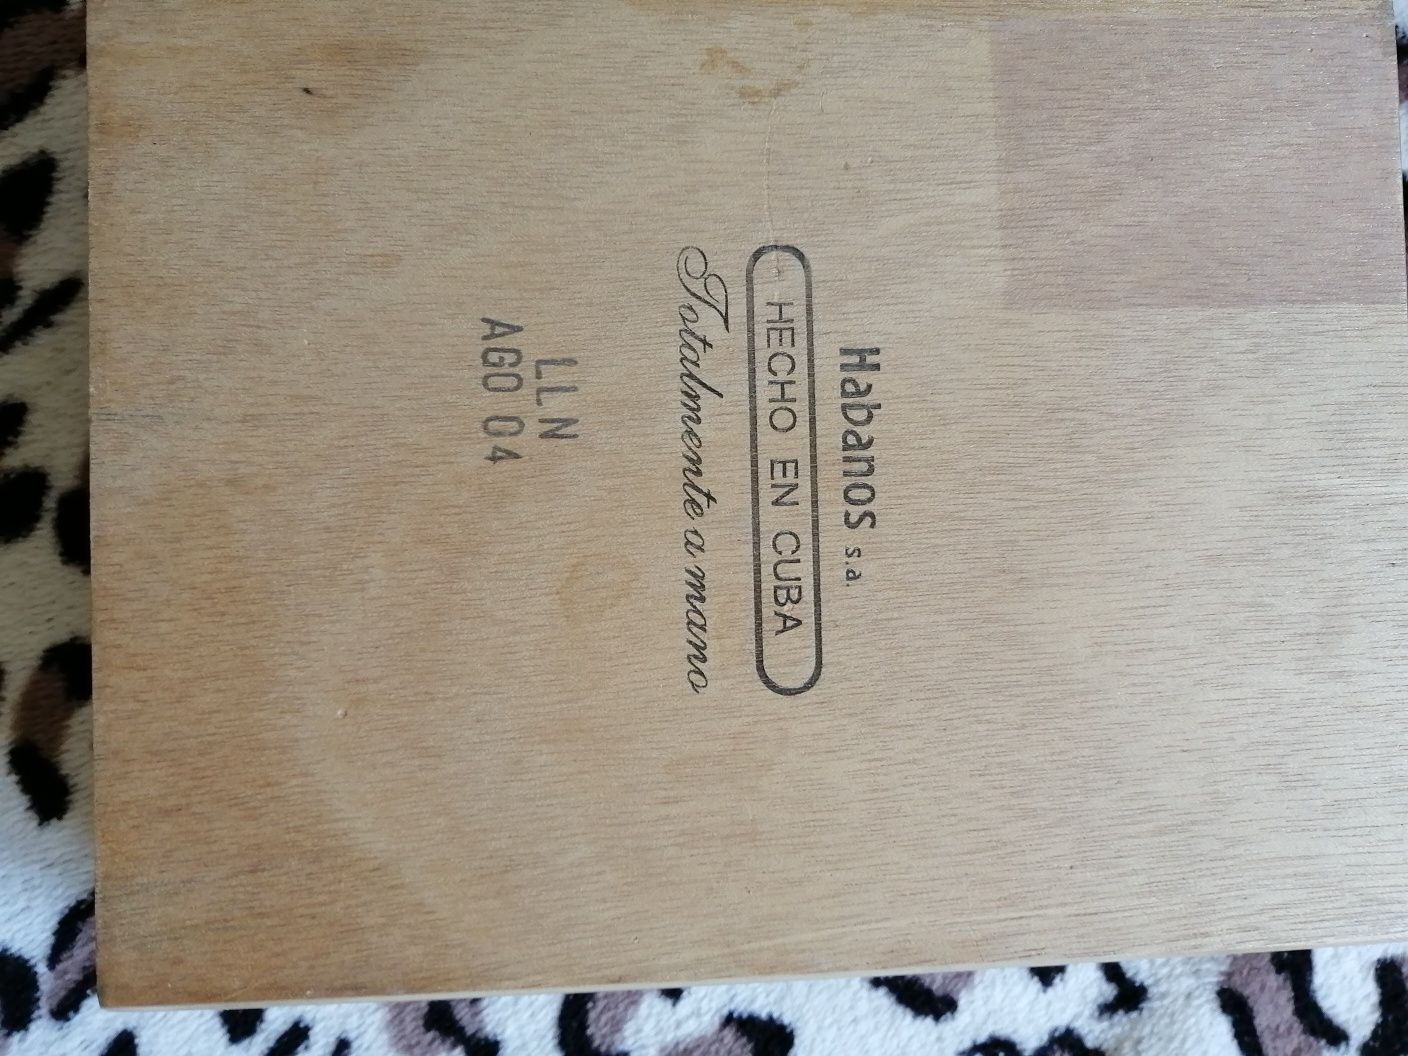 Habanos s.a.
HECHO EN CUBA
Totalmente a mano
LLN
AGO 04